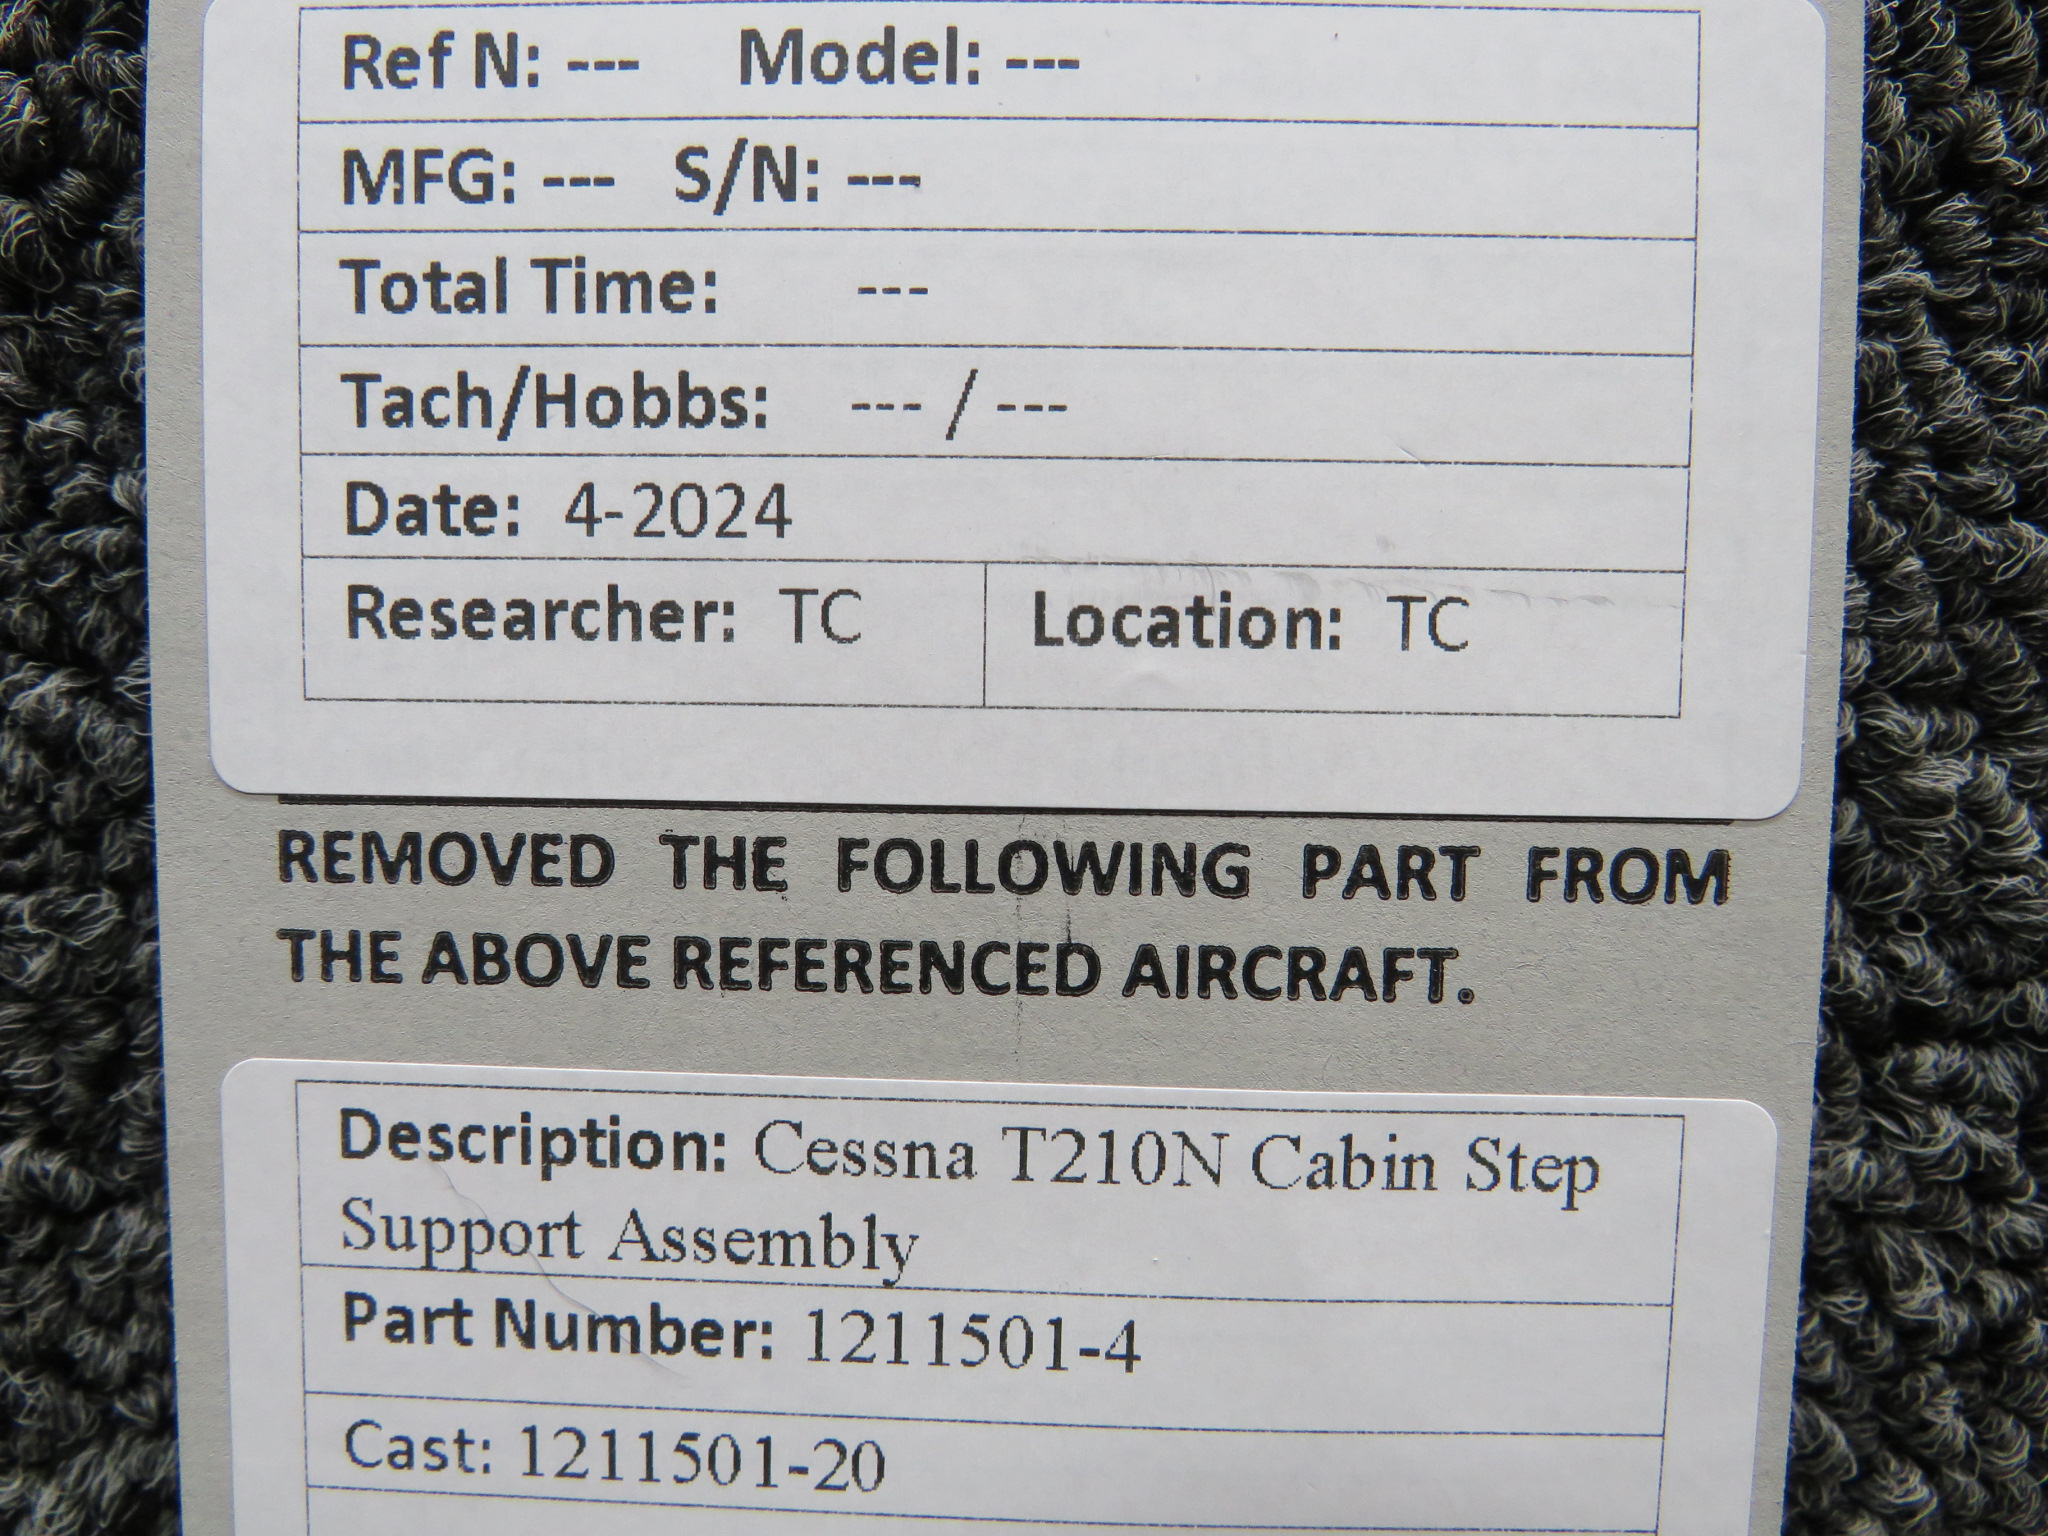 Ref N: --- Model: ---
MFG: --- S/N: ---
Total Time: ---
Tach/Hobbs: --- / ---
Date: 4-2024
Researcher: TC Location: TC
REMOVED THE FOLLOWING PART FROM
THE ABOVE REFERENCED AIRCRAFT.
Description: Cessna T210N Cabin Step
Support Assembly
Part Number: 1211501-4
Cast: 1211501-20